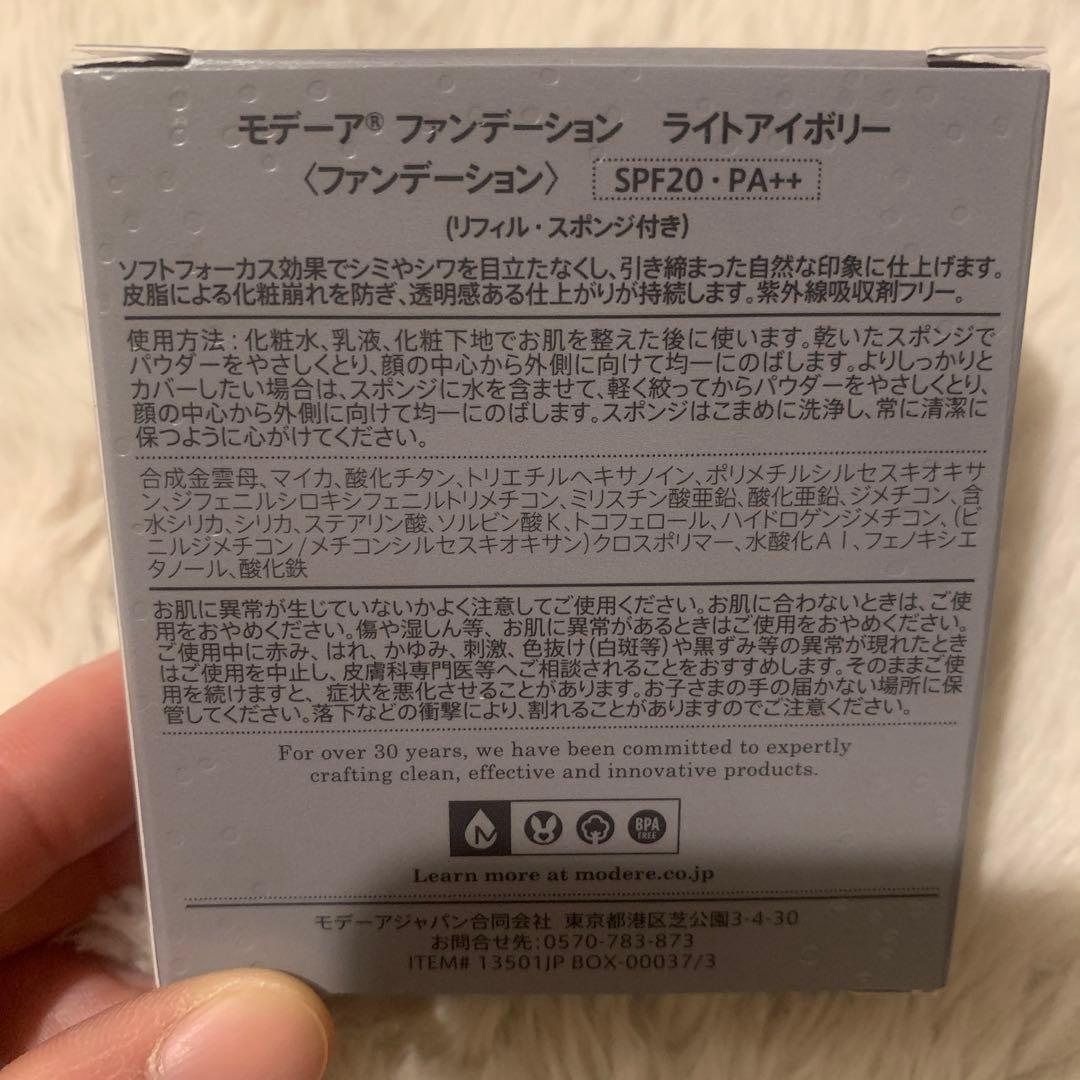 モデーア® ファンデーション ライトアイボリー
〈ファンデーション〉 SPF20・PA++
(リフィル・スポンジ付き)
ソフトフォーカス効果でシミやシワを目立たなくし、引き締まった自然な印象に仕上げます。
皮脂による化粧崩れを防ぎ、透明感ある仕上がりが持続します。紫外線吸収剤フリー。
使用方法：化粧水、乳液、化粧下地でお肌を整えた後に使います。乾いたスポンジで
パウダーをやさしくとり、顔の中心から外側に向けて均一にのばします。よりしっかりと
カバーしたい場合は、スポンジに水を含ませて、軽く絞ってからパウダーをやさしくとり、
顔の中心から外側に向けて均一にのばします。スポンジはこまめに洗浄し、常に清潔に
保つように心がけてください。
合成金雲母、マイカ、酸化チタン、トリエチルヘキサノイン、ポリメチルシルセスキオキサ
ン、ジフェニルシロキシフェニルトリメチコン、ミリスチン酸亜鉛、酸化亜鉛、ジメチコン、含
水シリカ、シリカ、ステアリン酸、ソルビン酸K、トコフェロール、ハイドロゲンジメチコン、(ビ
ニルジメチコン/メチコンシルセスキオキサン)クロスポリマー、水酸化Al、フェノキシエ
タノール、酸化鉄
お肌に異常が生じていないかよく注意してご使用ください。お肌に合わないときは、ご使
用をおやめください。傷や湿しん等、お肌に異常があるときはご使用をおやめください。
ご使用中に赤み、はれ、かゆみ、刺激、色抜け(白斑等)や黒ずみ等の異常が現れたとき
はご使用を中止し、皮膚科専門医等へご相談されることをおすすめします。そのままご使
用を続けますと、症状を悪化させることがあります。お子さまの手の届かない場所に保
管してください。落下などの衝撃により、割れることがありますのでご注意ください。
For over 30 years, we have been committed to expertly
crafting clean, effective and innovative products.
BPA
FREE
Learn more at modere.co.jp
モデーアジャパン合同会社 東京都港区芝公園3-4-30
お問合せ先：0570-783-873
ITEM# 13501JP BOX-00037/3